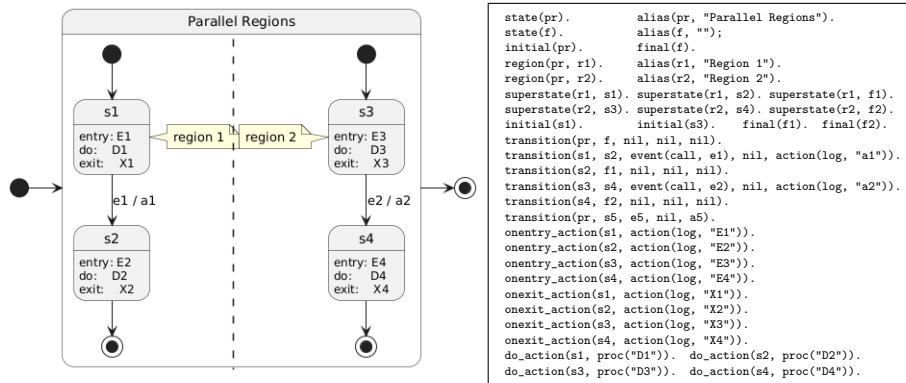 Parallel Regions
s1
entry: E1
do: D1
exit: X1
region 1
region 2
s3
entry: E3
do: D3
exit: X3
e1 / a1
e2 / a2
s2
entry: E2
do: D2
exit: X2
s4
entry: E4
do: D4
exit: X4
state(pr). alias(pr, "Parallel Regions").
state(f). alias(f, "");
initial(pr). final(f).
region(pr, r1). alias(r1, "Region 1").
region(pr, r2). alias(r2, "Region 2").
superstate(r1, s1). superstate(r1, s2). superstate(r1, f1).
superstate(r2, s3). superstate(r2, s4). superstate(r2, f2).
initial(s1). initial(s3). final(f1). final(f2).
transition(pr, f, nil, nil, nil).
transition(s1, s2, event(call, e1), nil, action(log, "a1")).
transition(s2, f1, nil, nil, nil).
transition(s3, s4, event(call, e2), nil, action(log, "a2")).
transition(s4, f2, nil, nil, nil).
transition(pr, s5, e5, nil, a5).
onentry_action(s1, action(log, "E1")).
onentry_action(s2, action(log, "E2")).
onentry_action(s3, action(log, "E3")).
onentry_action(s4, action(log, "E4")).
onexit_action(s1, action(log, "X1")).
onexit_action(s2, action(log, "X2")).
onexit_action(s3, action(log, "X3")).
onexit_action(s4, action(log, "X4")).
do_action(s1, proc("D1")). do_action(s2, proc("D2")).
do_action(s3, proc("D3")). do_action(s4, proc("D4")).